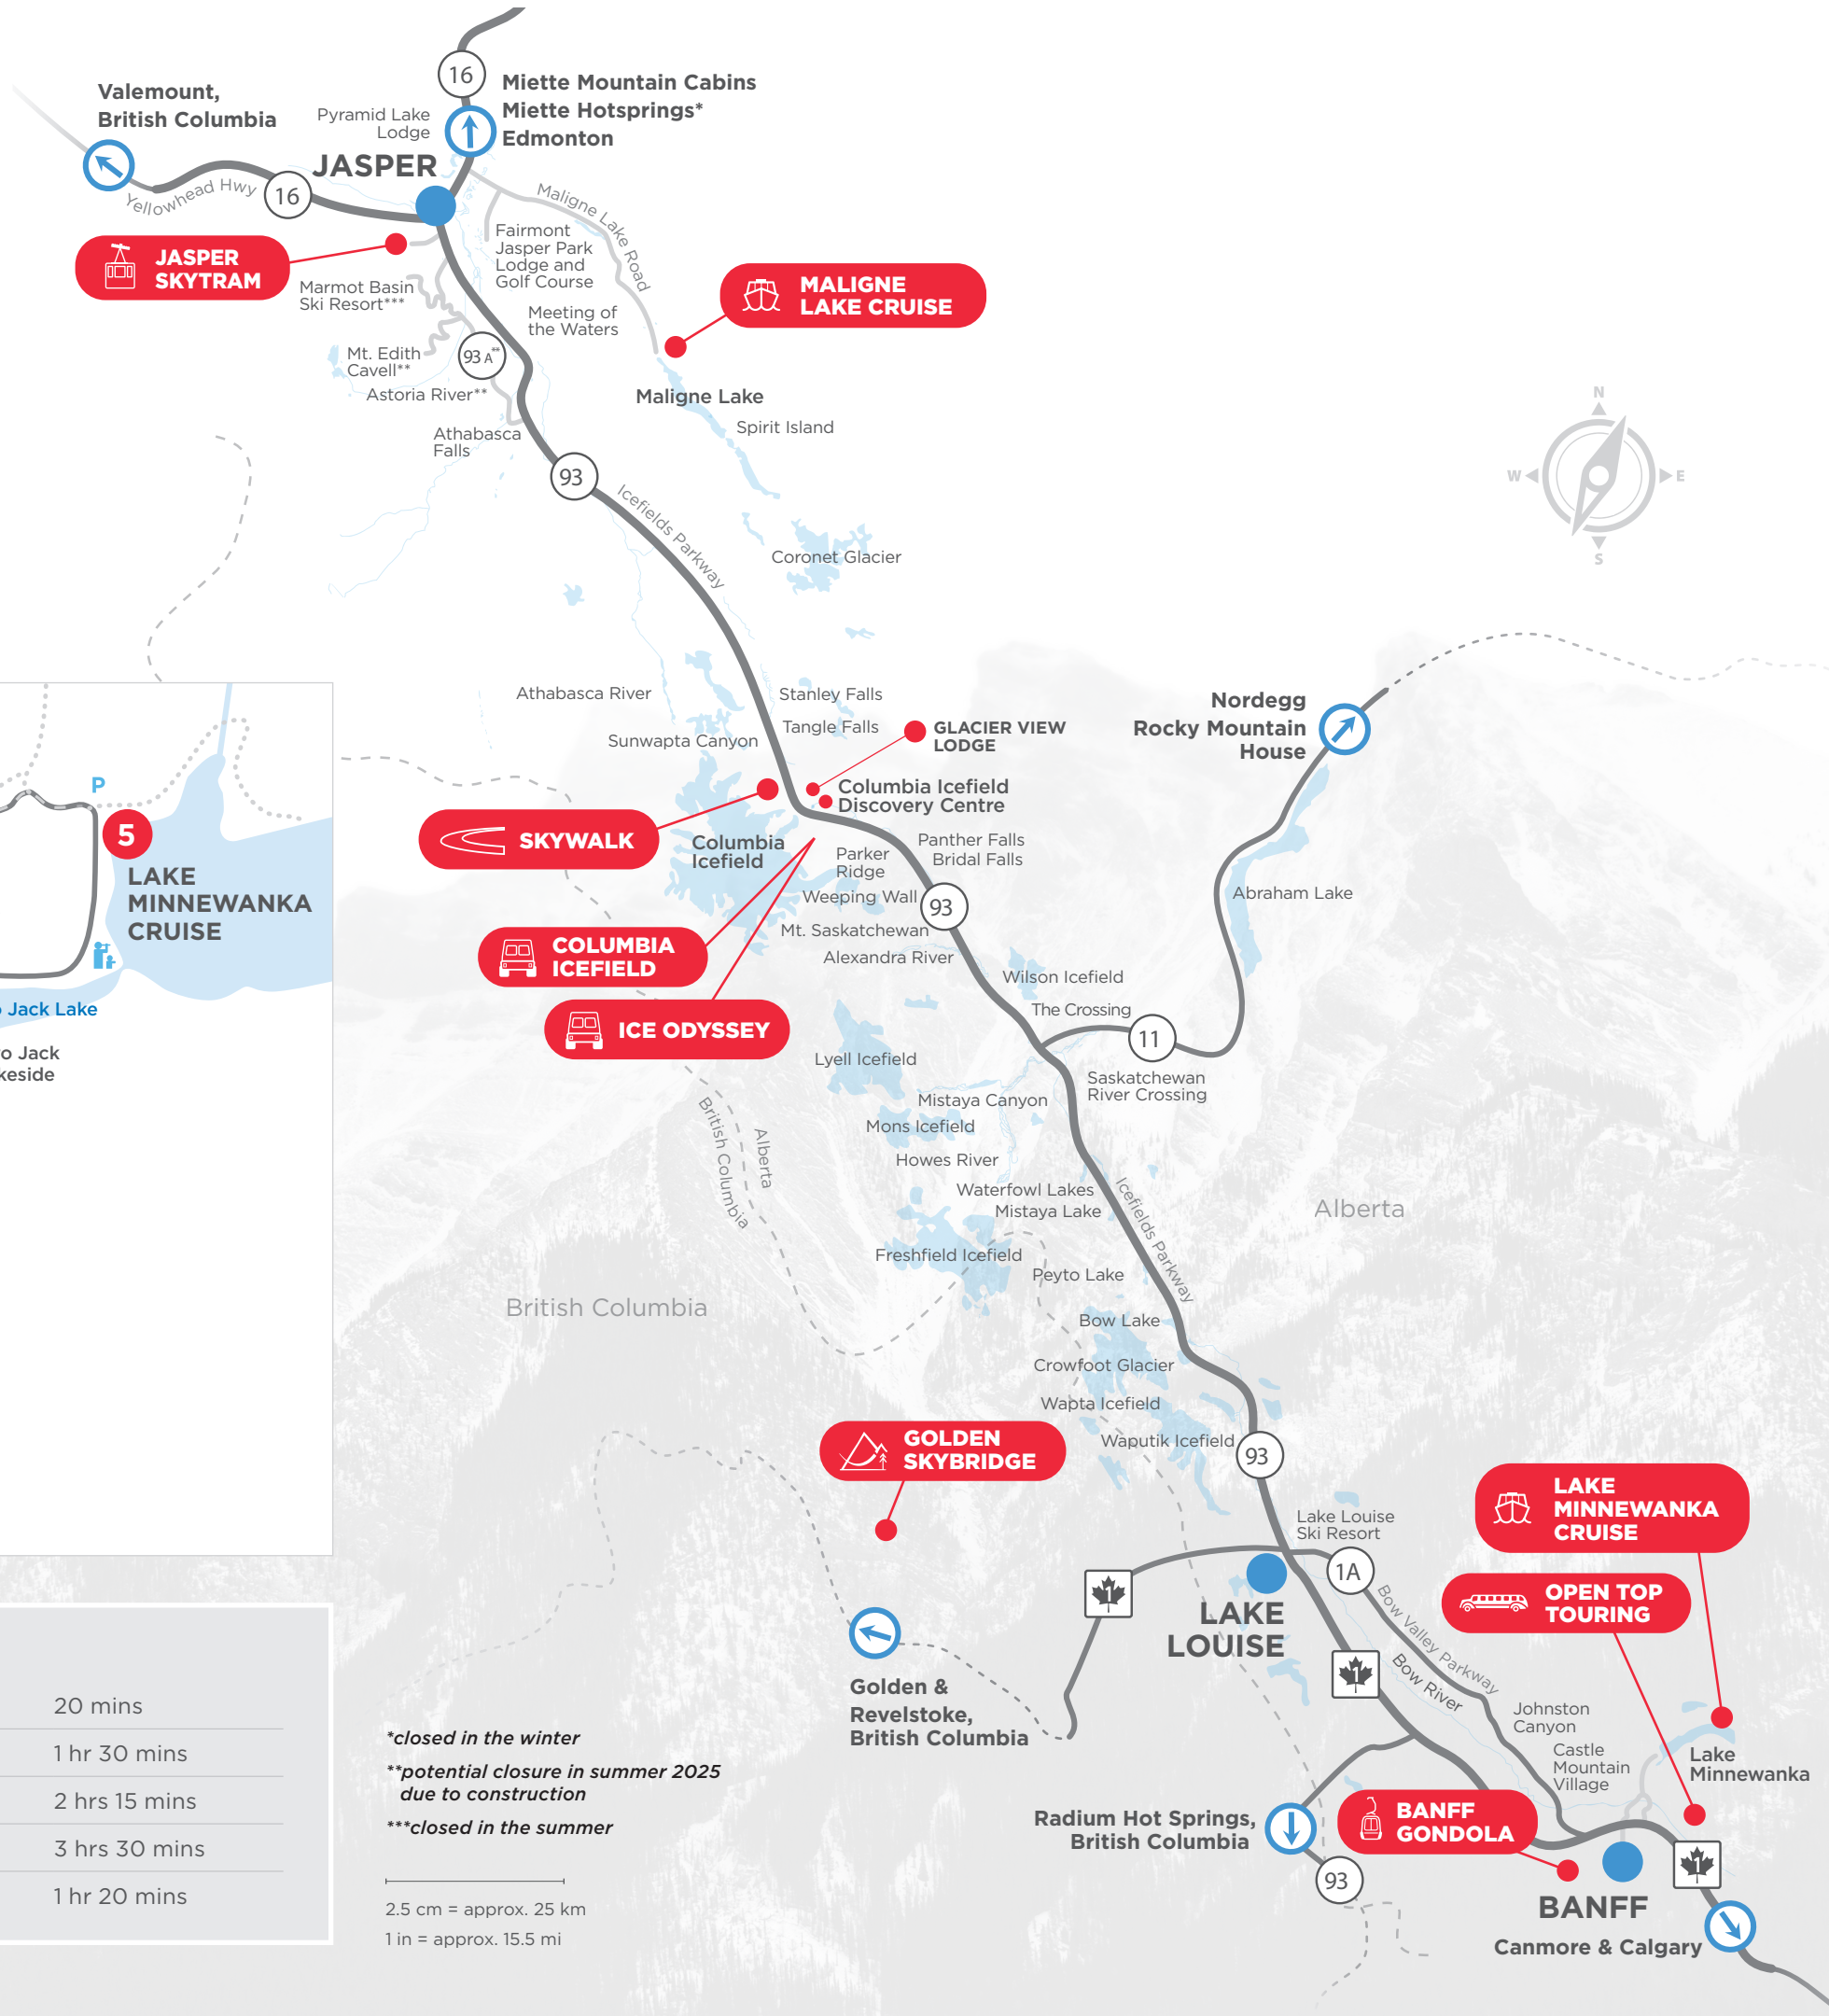 16
Miette Mountain Cabins
Miette Hotsprings*
Edmonton
Valemount,
British Columbia
Pyramid Lake
Lodge
JASPER
Yellowhead Hwy
16
Maligne Lake Road
JASPER
SKYTRAM
Fairmont
Jasper Park
Lodge and
Golf Course
Marmot Basin
Ski Resort***
Meeting of
the Waters
MALIGNE
LAKE CRUISE
Mt. Edith
Cavell**
93 A**
Astoria River**
Maligne Lake
Spirit Island
Athabasca
Falls
93
Icefields Parkway
Coronet Glacier
N
W
E
S
Athabasca River
Stanley Falls
Tangle Falls
Sunwapta Canyon
GLACIER VIEW
LODGE
Nordegg
Rocky Mountain
House
Columbia Icefield
Discovery Centre
SKYWALK
Columbia
Icefield
Parker
Ridge
Panther Falls
Bridal Falls
Weeping Wall
93
Abraham Lake
Mt. Saskatchewan
Alexandra River
COLUMBIA
ICEFIELD
Wilson Icefield
The Crossing
ICE ODYSSEY
11
Lyell Icefield
Saskatchewan
River Crossing
Mistaya Canyon
Mons Icefield
British Columbia
Alberta
Howes River
Waterfowl Lakes
Mistaya Lake
Icefields Parkway
Alberta
Freshfield Icefield
Peyto Lake
British Columbia
Bow Lake
Crowfoot Glacier
Wapta Icefield
Waputik Icefield
93
GOLDEN
SKYBRIDGE
LAKE
MINNEWANKA
CRUISE
Lake Louise
Ski Resort
1A
1
OPEN TOP
TOURING
LAKE
LOUISE
Bow Valley Parkway
Bow River
1
Golden &
Revelstoke,
British Columbia
Johnston
Canyon
Castle
Mountain
Village
Lake
Minnewanka
Radium Hot Springs,
British Columbia
BANFF
GONDOLA
93
1
BANFF
Canmore & Calgary
P
5
LAKE
MINNEWANKA
CRUISE
Jack Lake
o Jack
keside
20 mins
1 hr 30 mins
2 hrs 15 mins
3 hrs 30 mins
1 hr 20 mins
*closed in the winter
**potential closure in summer 2025
due to construction
***closed in the summer
2.5 cm = approx. 25 km
1 in = approx. 15.5 mi